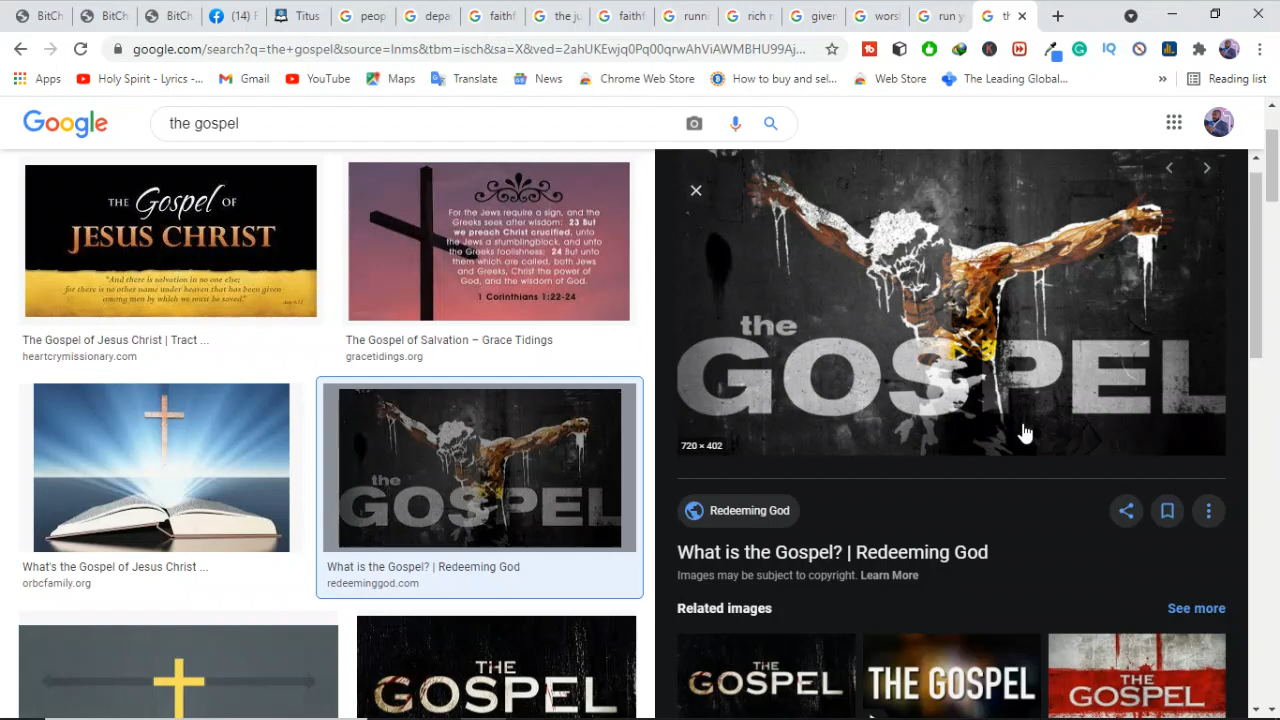 BitCh
BitCh
BitCh
(14) F
Titus
peopl
depa
faithf
the ju
faithf
runni
rich r
giver
worsl
run y
th
google.com/search?q=the+gospel&source=lnms&tbm=isch&sa=X&ved=2ahUKEwjq0Pq00qrwAhViAWMBHU99Aj...
Apps
Holy Spirit - Lyrics -...
Gmail
YouTube
Maps
Translate
News
Chrome Web Store
How to buy and sel...
Web Store
The Leading Global...
»
Reading list
Google
the gospel
THE Gospel OF
JESUS CHRIST
"And there is salvation in no one else;
for there is no other name under heaven that has been given
among men by which we must be saved."
Acts 4:12
The Gospel of Jesus Christ | Tract ...
heartcrymissionary.com
For the Jews require a sign, and the
Greeks seek after wisdom: 23 But
we preach Christ crucified, unto
the Jews a stumblingblock, and unto
the Greeks foolishness; 24 But unto
them which are called, both Jews
and Greeks, Christ the power of
God, and the wisdom of God.
1 Corinthians 1:22-24
The Gospel of Salvation – Grace Tidings
gracetidings.org
What's the Gospel of Jesus Christ ...
orbcfamily.org
the
GOSPEL
What is the Gospel? | Redeeming God
redeeminggod.com
THE
GOSPEL
the
GOSPEL
720 × 402
Redeeming God
What is the Gospel? | Redeeming God
Images may be subject to copyright. Learn More
Related images
See more
THE
GOSPEL
THE GOSPEL
THE
GOSPEL